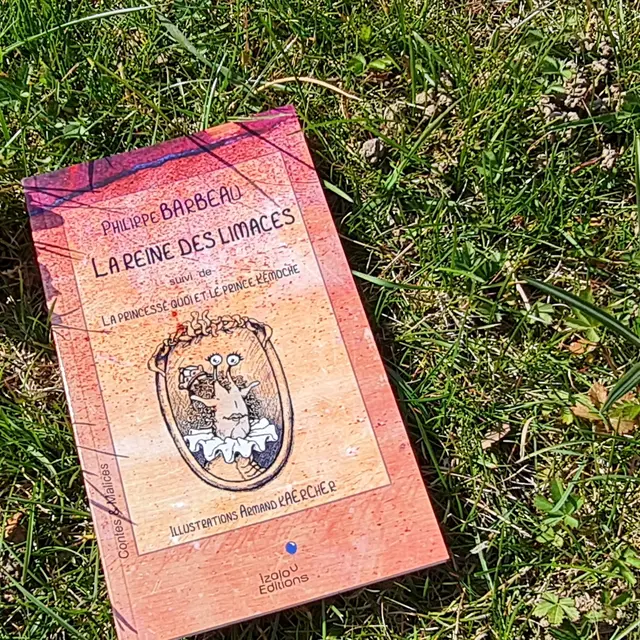 PHILIPPE BARBEAU
LA REINE DES LIMACES
suivi de
LA PRINCESSE QUOI ET LE PRINCE KEMOCHE
ILLUSTRATIONS ARMAND KAERCHER
Contes & Malices
Izalou
Editions